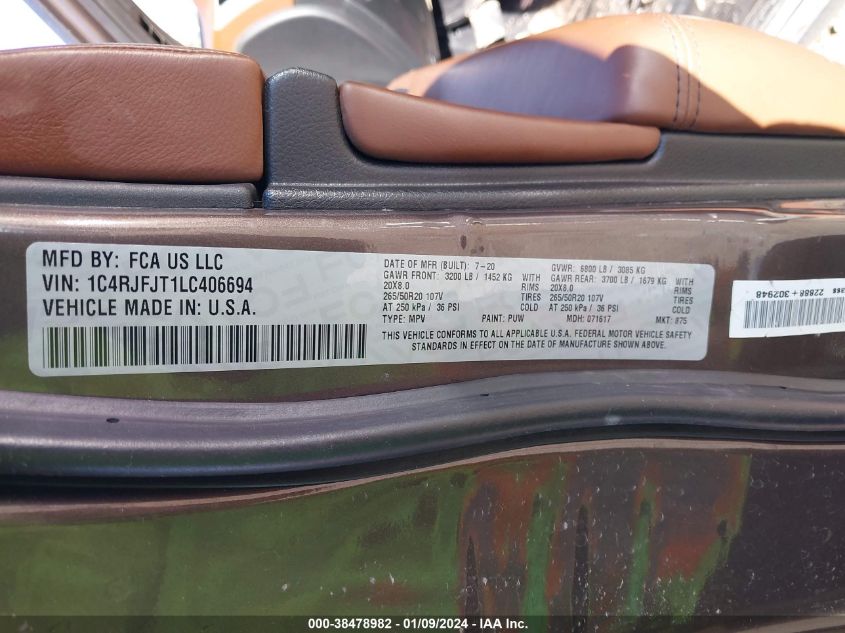 MFD BY: FCA US LLC
VIN: 1C4RJFJT1LC406694
VEHICLE MADE IN: U.S.A.
DATE OF MFR (BUILT): 7-20 GVWR: 6800 LB / 3085 KG
GAWR FRONT: 3200 LB / 1452 KG GAWR REAR: 3700 LB / 1679 KG
20X8.0 RIMS 20X8.0 RIMS
265/50R20 107V TIRES 265/50R20 107V TIRES
AT 250 kPa / 36 PSI COLD AT 250 kPa / 36 PSI COLD
TYPE: MPV PAINT: PUW MDH: 071617 MKT: 875
THIS VEHICLE CONFORMS TO ALL APPLICABLE U.S.A. FEDERAL MOTOR VEHICLE SAFETY
STANDARDS IN EFFECT ON THE DATE OF MANUFACTURE SHOWN ABOVE.
22888 + 302948
000-38478982 - 01/09/2024 - IAA Inc.